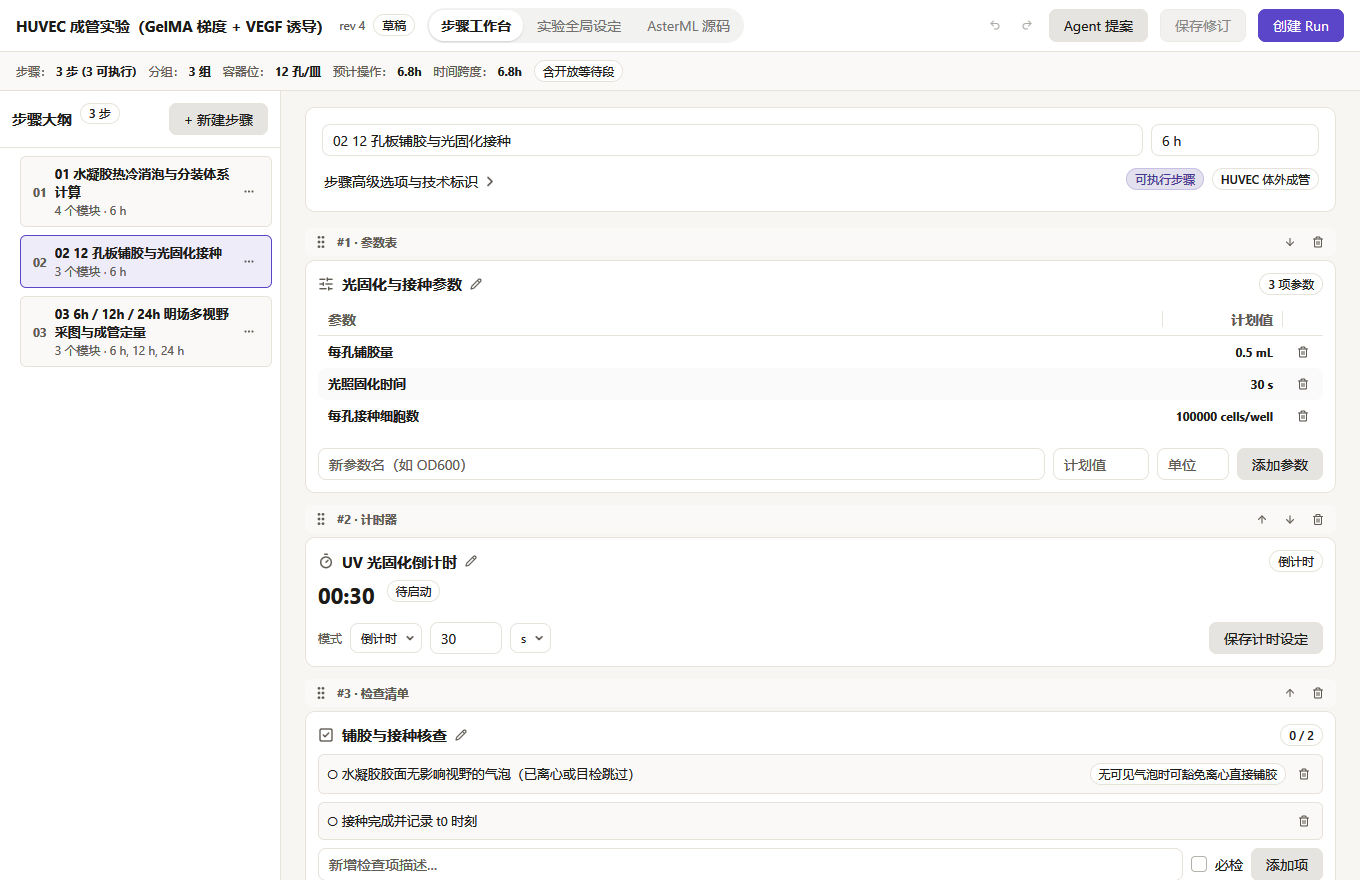 HUVEC 成管实验（GelMA 梯度 + VEGF 诱导） rev 4 草稿 步骤工作台 实验全局设定 AsterML 源码 Agent 提案 保存修订 创建 Run
步骤： 3 步 (3 可执行) 分组： 3 组 容器位： 12 孔/皿 预计操作： 6.8h 时间跨度： 6.8h 含开放等待段
步骤大纲 3 步 + 新建步骤
01 01 水凝胶热冷消泡与分装体系计算
4 个模块 · 6 h
02 02 12 孔板铺胶与光固化接种
3 个模块 · 6 h
03 03 6h / 12h / 24h 明场多视野采图与成管定量
3 个模块 · 6 h, 12 h, 24 h
02 12 孔板铺胶与光固化接种 6 h
步骤高级选项与技术标识 可执行步骤 HUVEC 体外成管
#1 · 参数表
光固化与接种参数 3 项参数
参数 计划值
每孔铺胶量 0.5 mL
光照固化时间 30 s
每孔接种细胞数 100000 cells/well
新参数名（如 OD600） 计划值 单位 添加参数
#2 · 计时器
UV 光固化倒计时 倒计时
00:30 待启动
模式 倒计时 30 s 保存计时设定
#3 · 检查清单
铺胶与接种核查 0 / 2
水凝胶胶面无影响视野的气泡（已离心或目检跳过） 无可见气泡时可豁免离心直接铺胶
接种完成并记录 t0 时刻
新增检查项描述... 必检 添加项